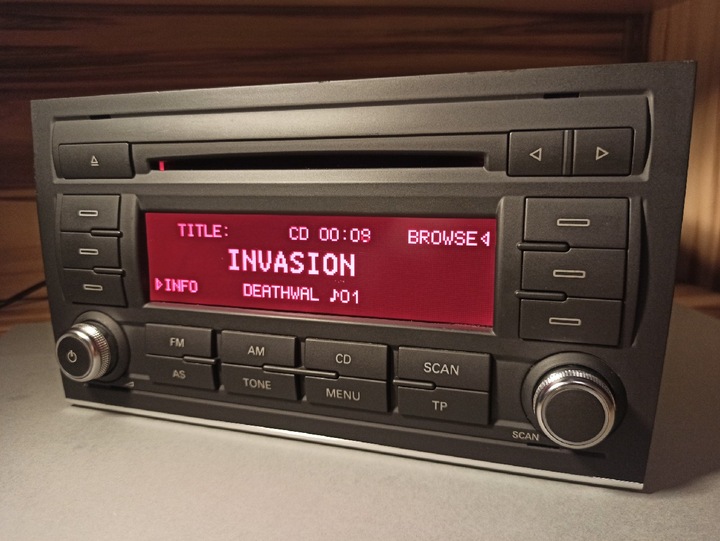 TITLE: CD 00:08 BROWSE
INVASION
INFO DEATHWAL 01
FM AM CD SCAN
AS TONE MENU TP
SCAN